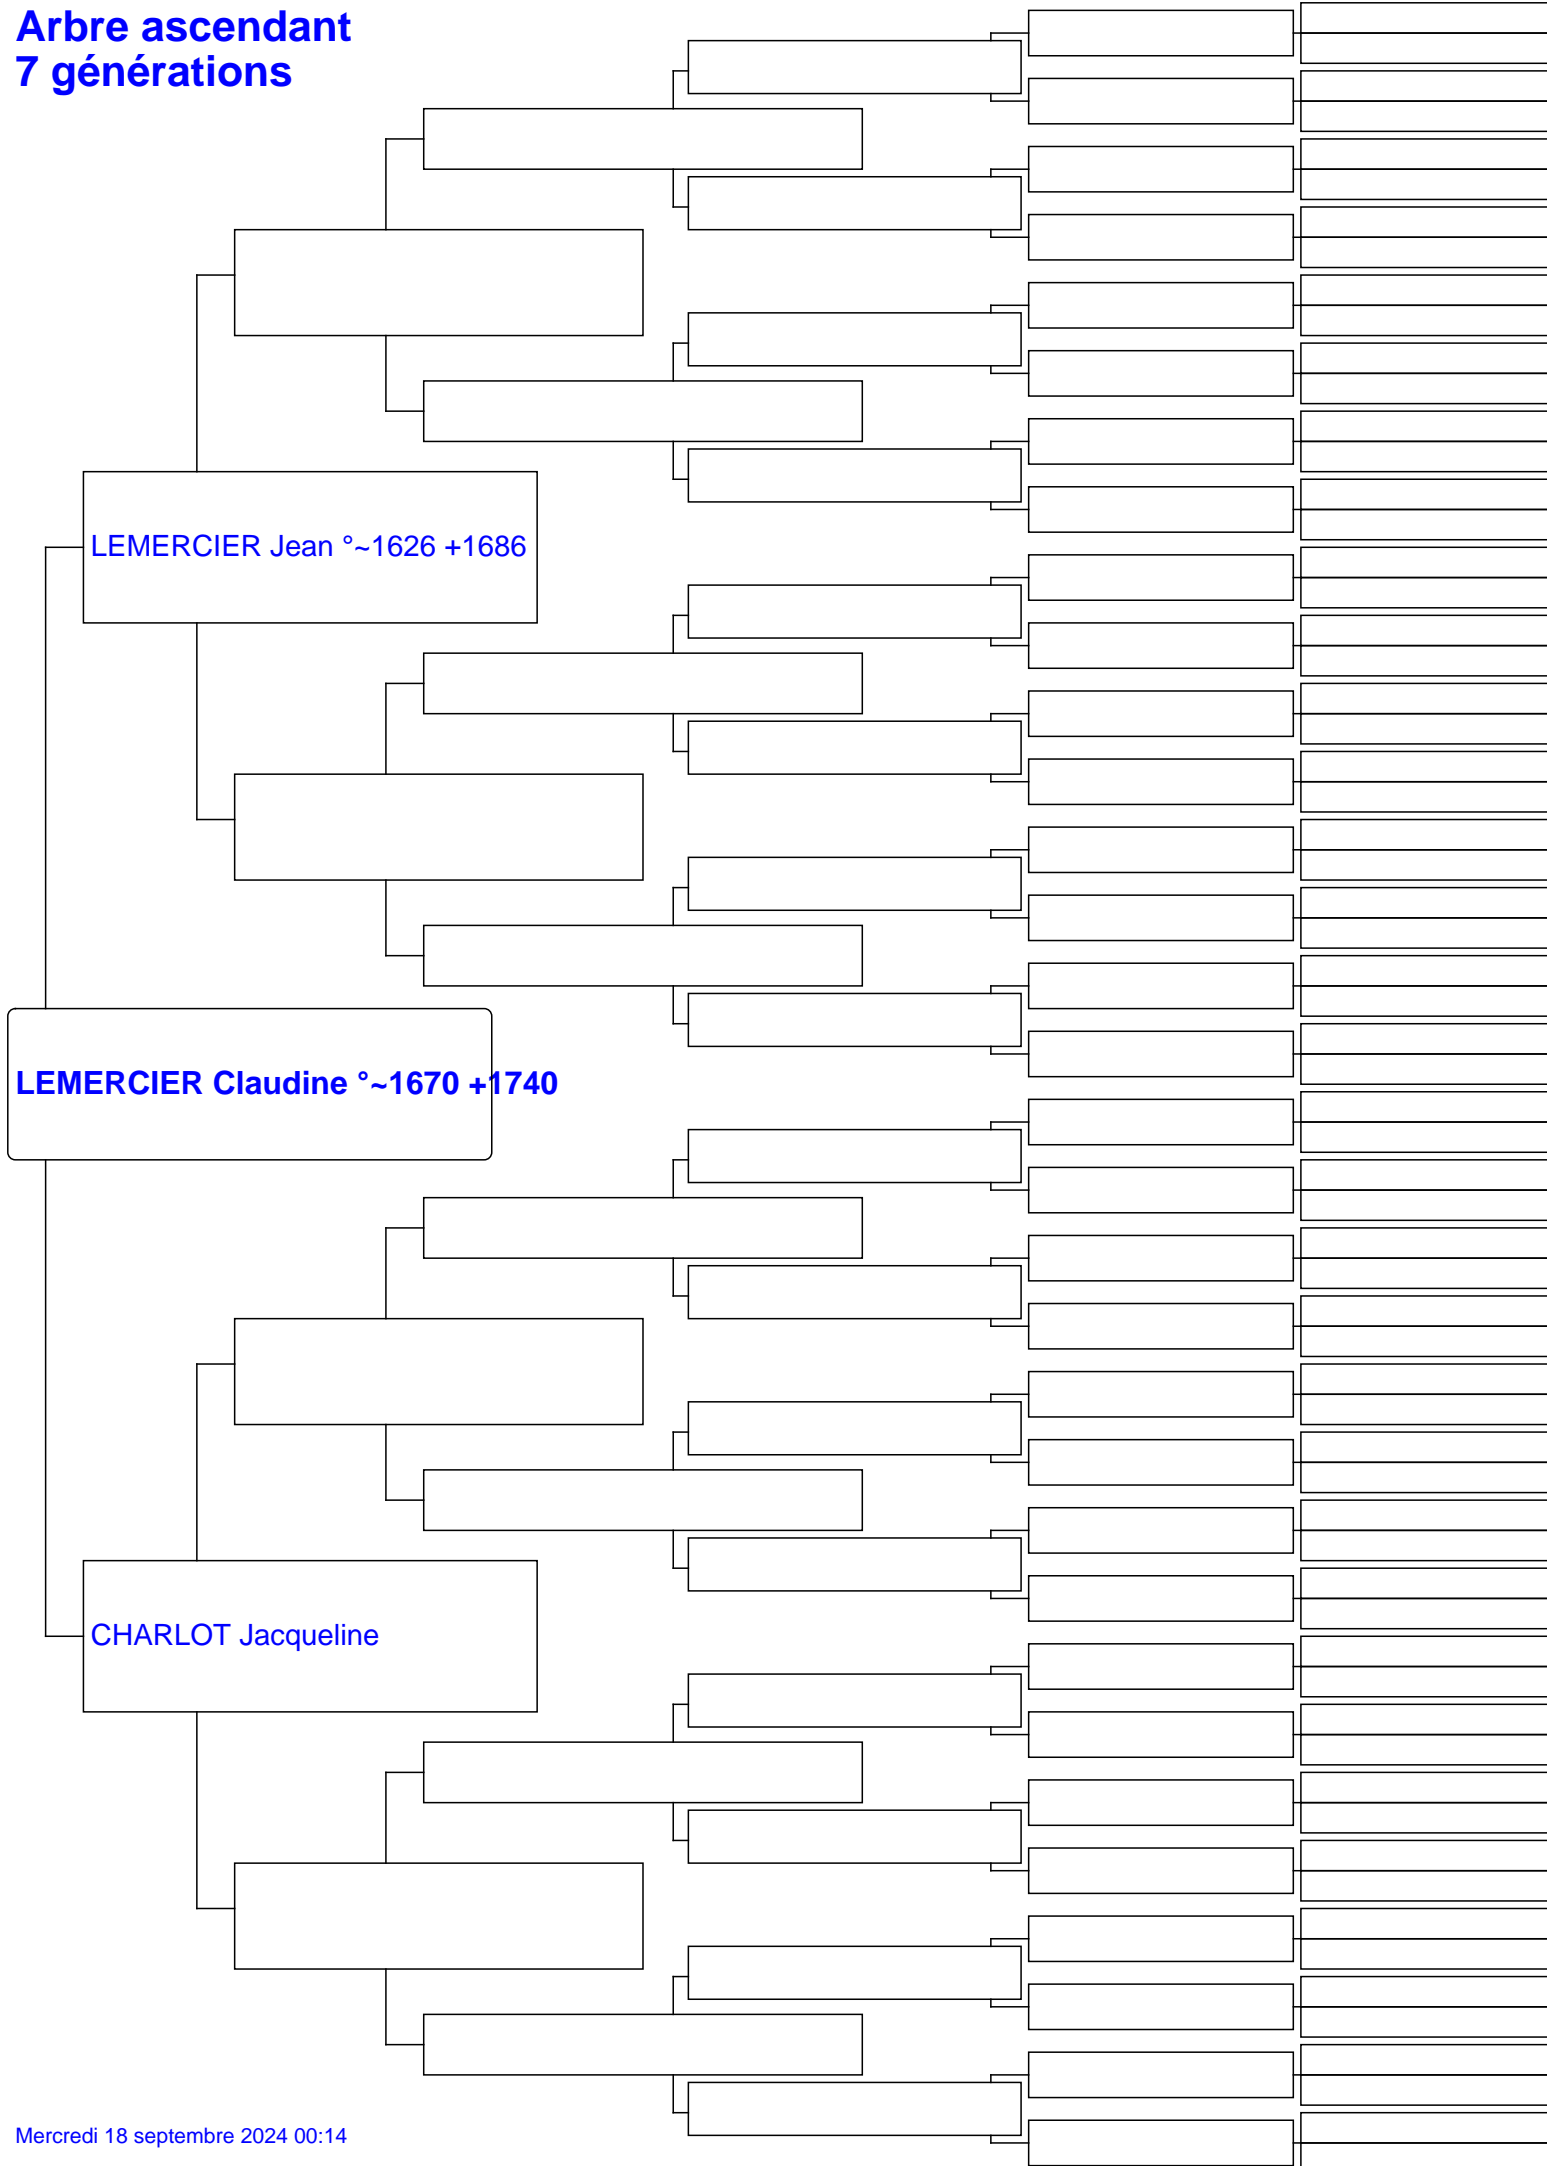 Arbre ascendant
7 générations
LEMERCIER Jean °~1626 +1686
LEMERCIER Claudine °~1670 +1740
CHARLOT Jacqueline
Mercredi 18 septembre 2024 00:14